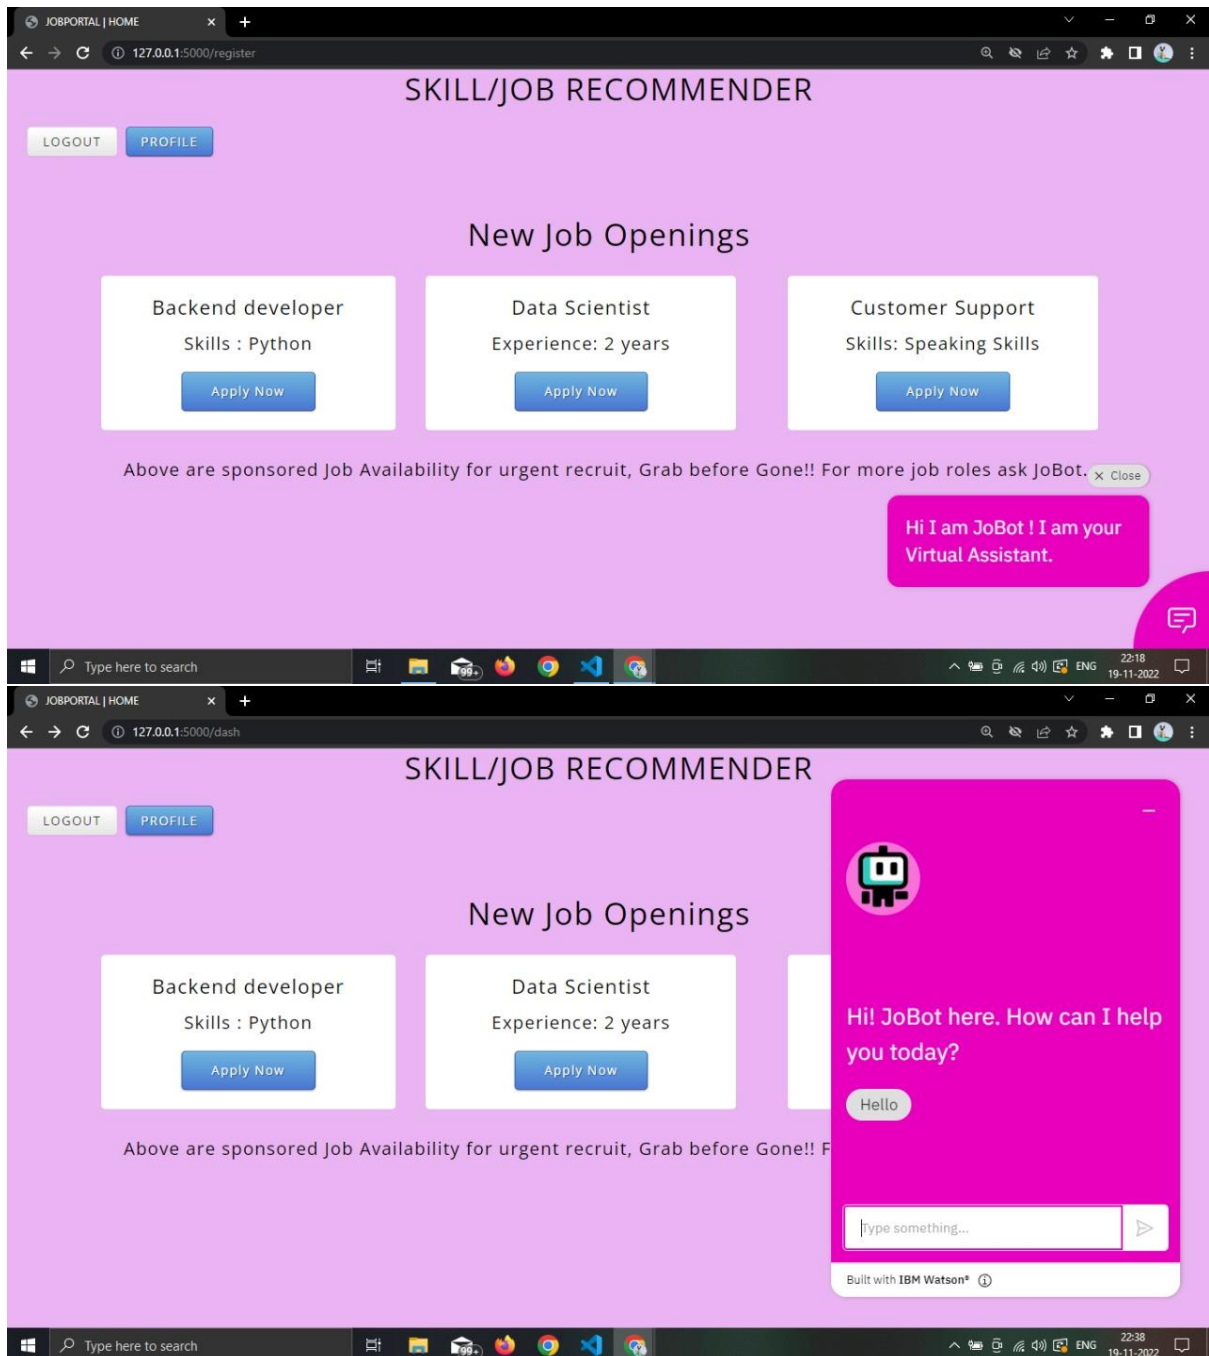 JOBPORTAL | HOME
127.0.0.1:5000/register
SKILL/JOB RECOMMENDER
LOGOUT PROFILE
New Job Openings
Backend developer Data Scientist Customer Support
Skills : Python Experience: 2 years Skills: Speaking Skills
Apply Now Apply Now Apply Now
Above are sponsored Job Availability for urgent recruit, Grab before Gone!! For more job roles ask JoBot.
Close
Hi I am JoBot ! I am your
Virtual Assistant.
Type here to search 99+ ENG 22:18
19-11-2022
JOBPORTAL | HOME
127.0.0.1:5000/dash
SKILL/JOB RECOMMENDER
LOGOUT PROFILE
New Job Openings
Backend developer Data Scientist
Skills : Python Experience: 2 years
Apply Now Apply Now
Above are sponsored Job Availability for urgent recruit, Grab before Gone!! F
Hi! JoBot here. How can I help
you today?
Hello
Type something...
Built with IBM Watson®
Type here to search 99+ ENG 22:38
19-11-2022